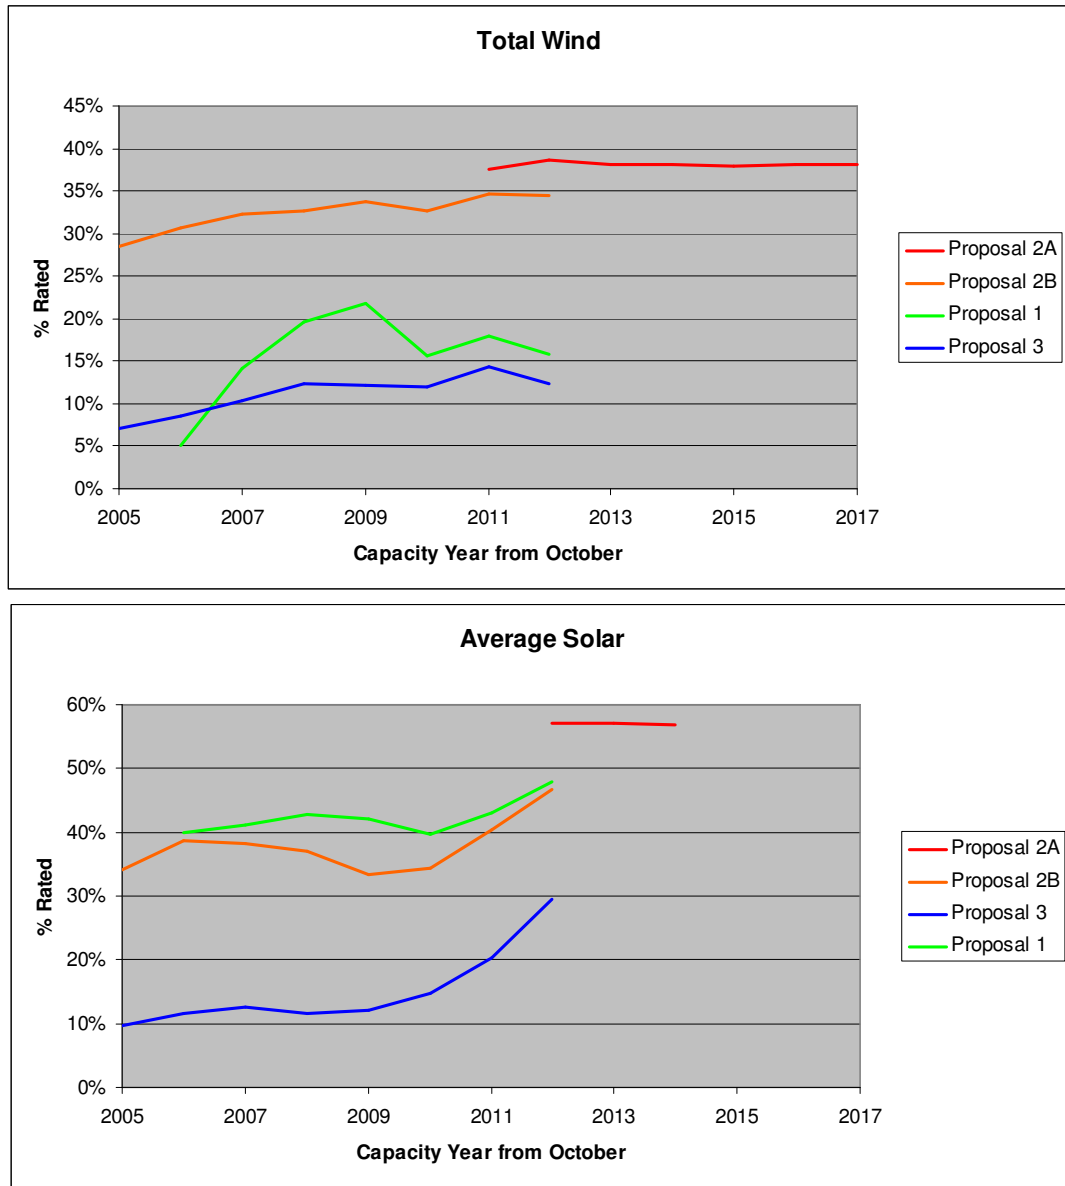 Total Wind
45%
40%
35%
30%
25%
20%
15%
10%
5%
0%
% Rated
2005 2007 2009 2011 2013 2015 2017
Capacity Year from October
Proposal 2A
Proposal 2B
Proposal 1
Proposal 3
Average Solar
60%
50%
40%
30%
20%
10%
0%
% Rated
2005 2007 2009 2011 2013 2015 2017
Capacity Year from October
Proposal 2A
Proposal 2B
Proposal 3
Proposal 1